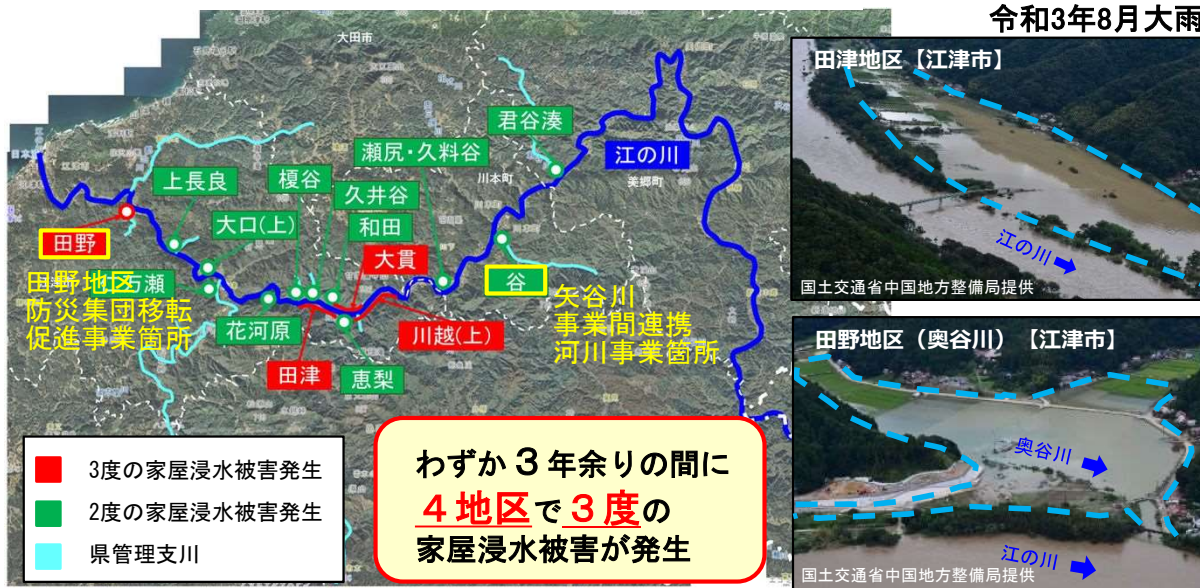 令和3年8月大雨
大田市
君谷湊
瀬尻・久料谷
川本町
江の川
美郷町
上長良
榎谷
久井谷
大口(上)
和田
田野
大貫
谷
田野地区
防災集団移転
促進事業箇所
矢谷川
事業間連携
河川事業箇所
花河原
川越(上)
田津
恵梨
3度の家屋浸水被害発生
2度の家屋浸水被害発生
県管理支川
わずか3年余りの間に
4地区で3度の
家屋浸水被害が発生
田津地区【江津市】
江の川
国土交通省中国地方整備局提供
田野地区(奥谷川)【江津市】
奥谷川
江の川
国土交通省中国地方整備局提供